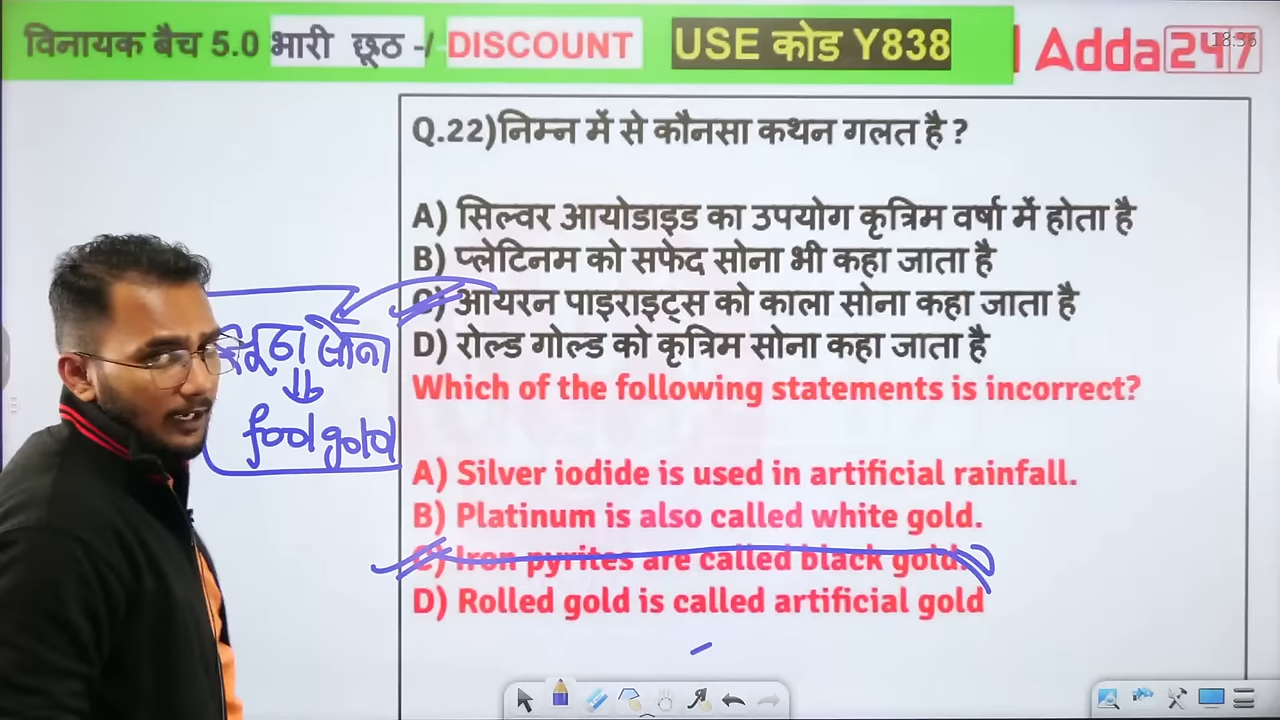 विनायक बैच 5.0 भारी छूठ -/ DISCOUNT USE कोड Y838
Adda247
18:36
Q.22)निम्न में से कौनसा कथन गलत है ?
A) सिल्वर आयोडाइड का उपयोग कृत्रिम वर्षा में होता है
B) प्लेटिनम को सफेद सोना भी कहा जाता है
C) आयरन पाइराइट्स को काला सोना कहा जाता है
D) रोल्ड गोल्ड को कृत्रिम सोना कहा जाता है
Which of the following statements is incorrect?
A) Silver iodide is used in artificial rainfall.
B) Platinum is also called white gold.
C) Iron pyrites are called black gold.
D) Rolled gold is called artificial gold
सोना
fool gold